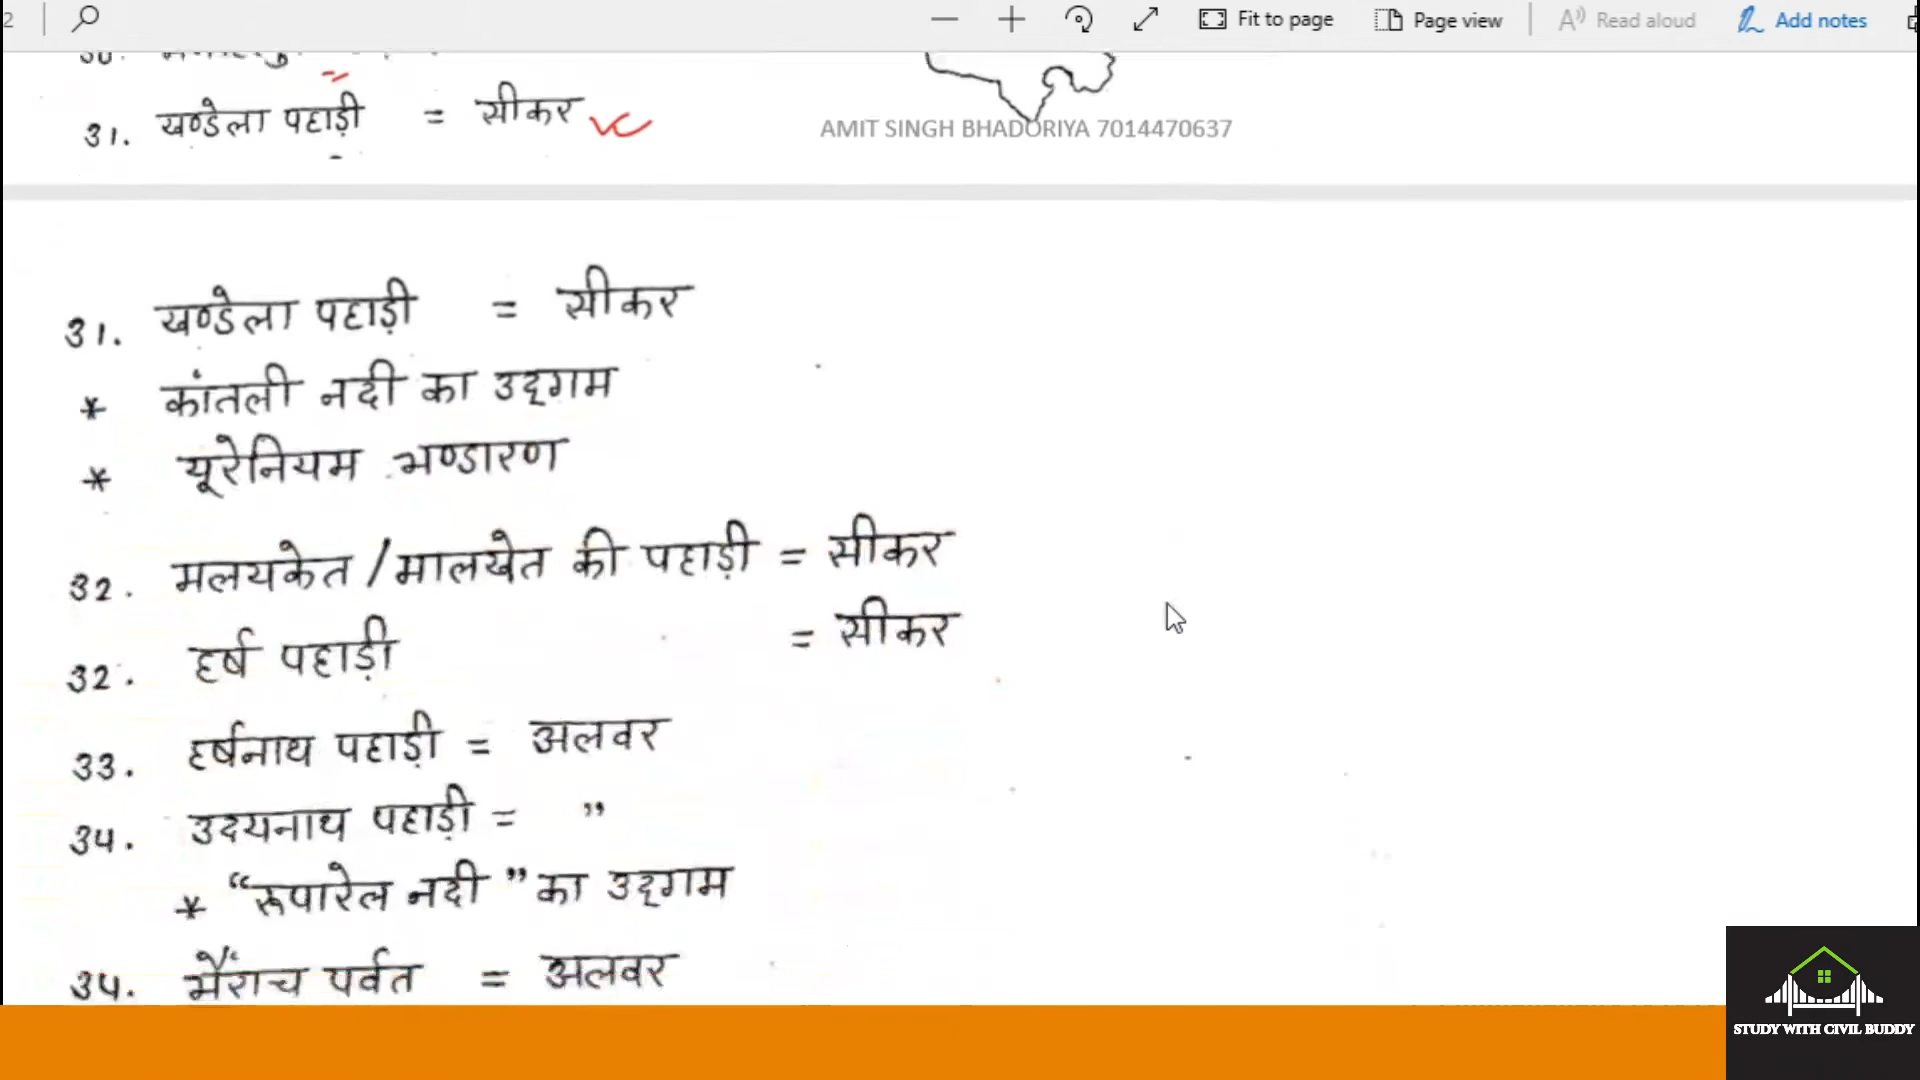 2
Fit to page
Page view
Read aloud
Add notes
31. खण्डेला पहाड़ी = सीकर
AMIT SINGH BHADORIYA 7014470637
31. खण्डेला पहाड़ी = सीकर
* कांतली नदी का उद्गम
* यूरेनियम भण्डारण
32. मलयकेत / मालखेत की पहाड़ी = सीकर
32. हर्ष पहाड़ी = सीकर
33. हर्षनाथ पहाड़ी = अलवर
34. उदयनाथ पहाड़ी = ”
* “रूपारेल नदी” का उद्गम
34. भैंराच पर्वत = अलवर
STUDY WITH CIVIL BUDDY